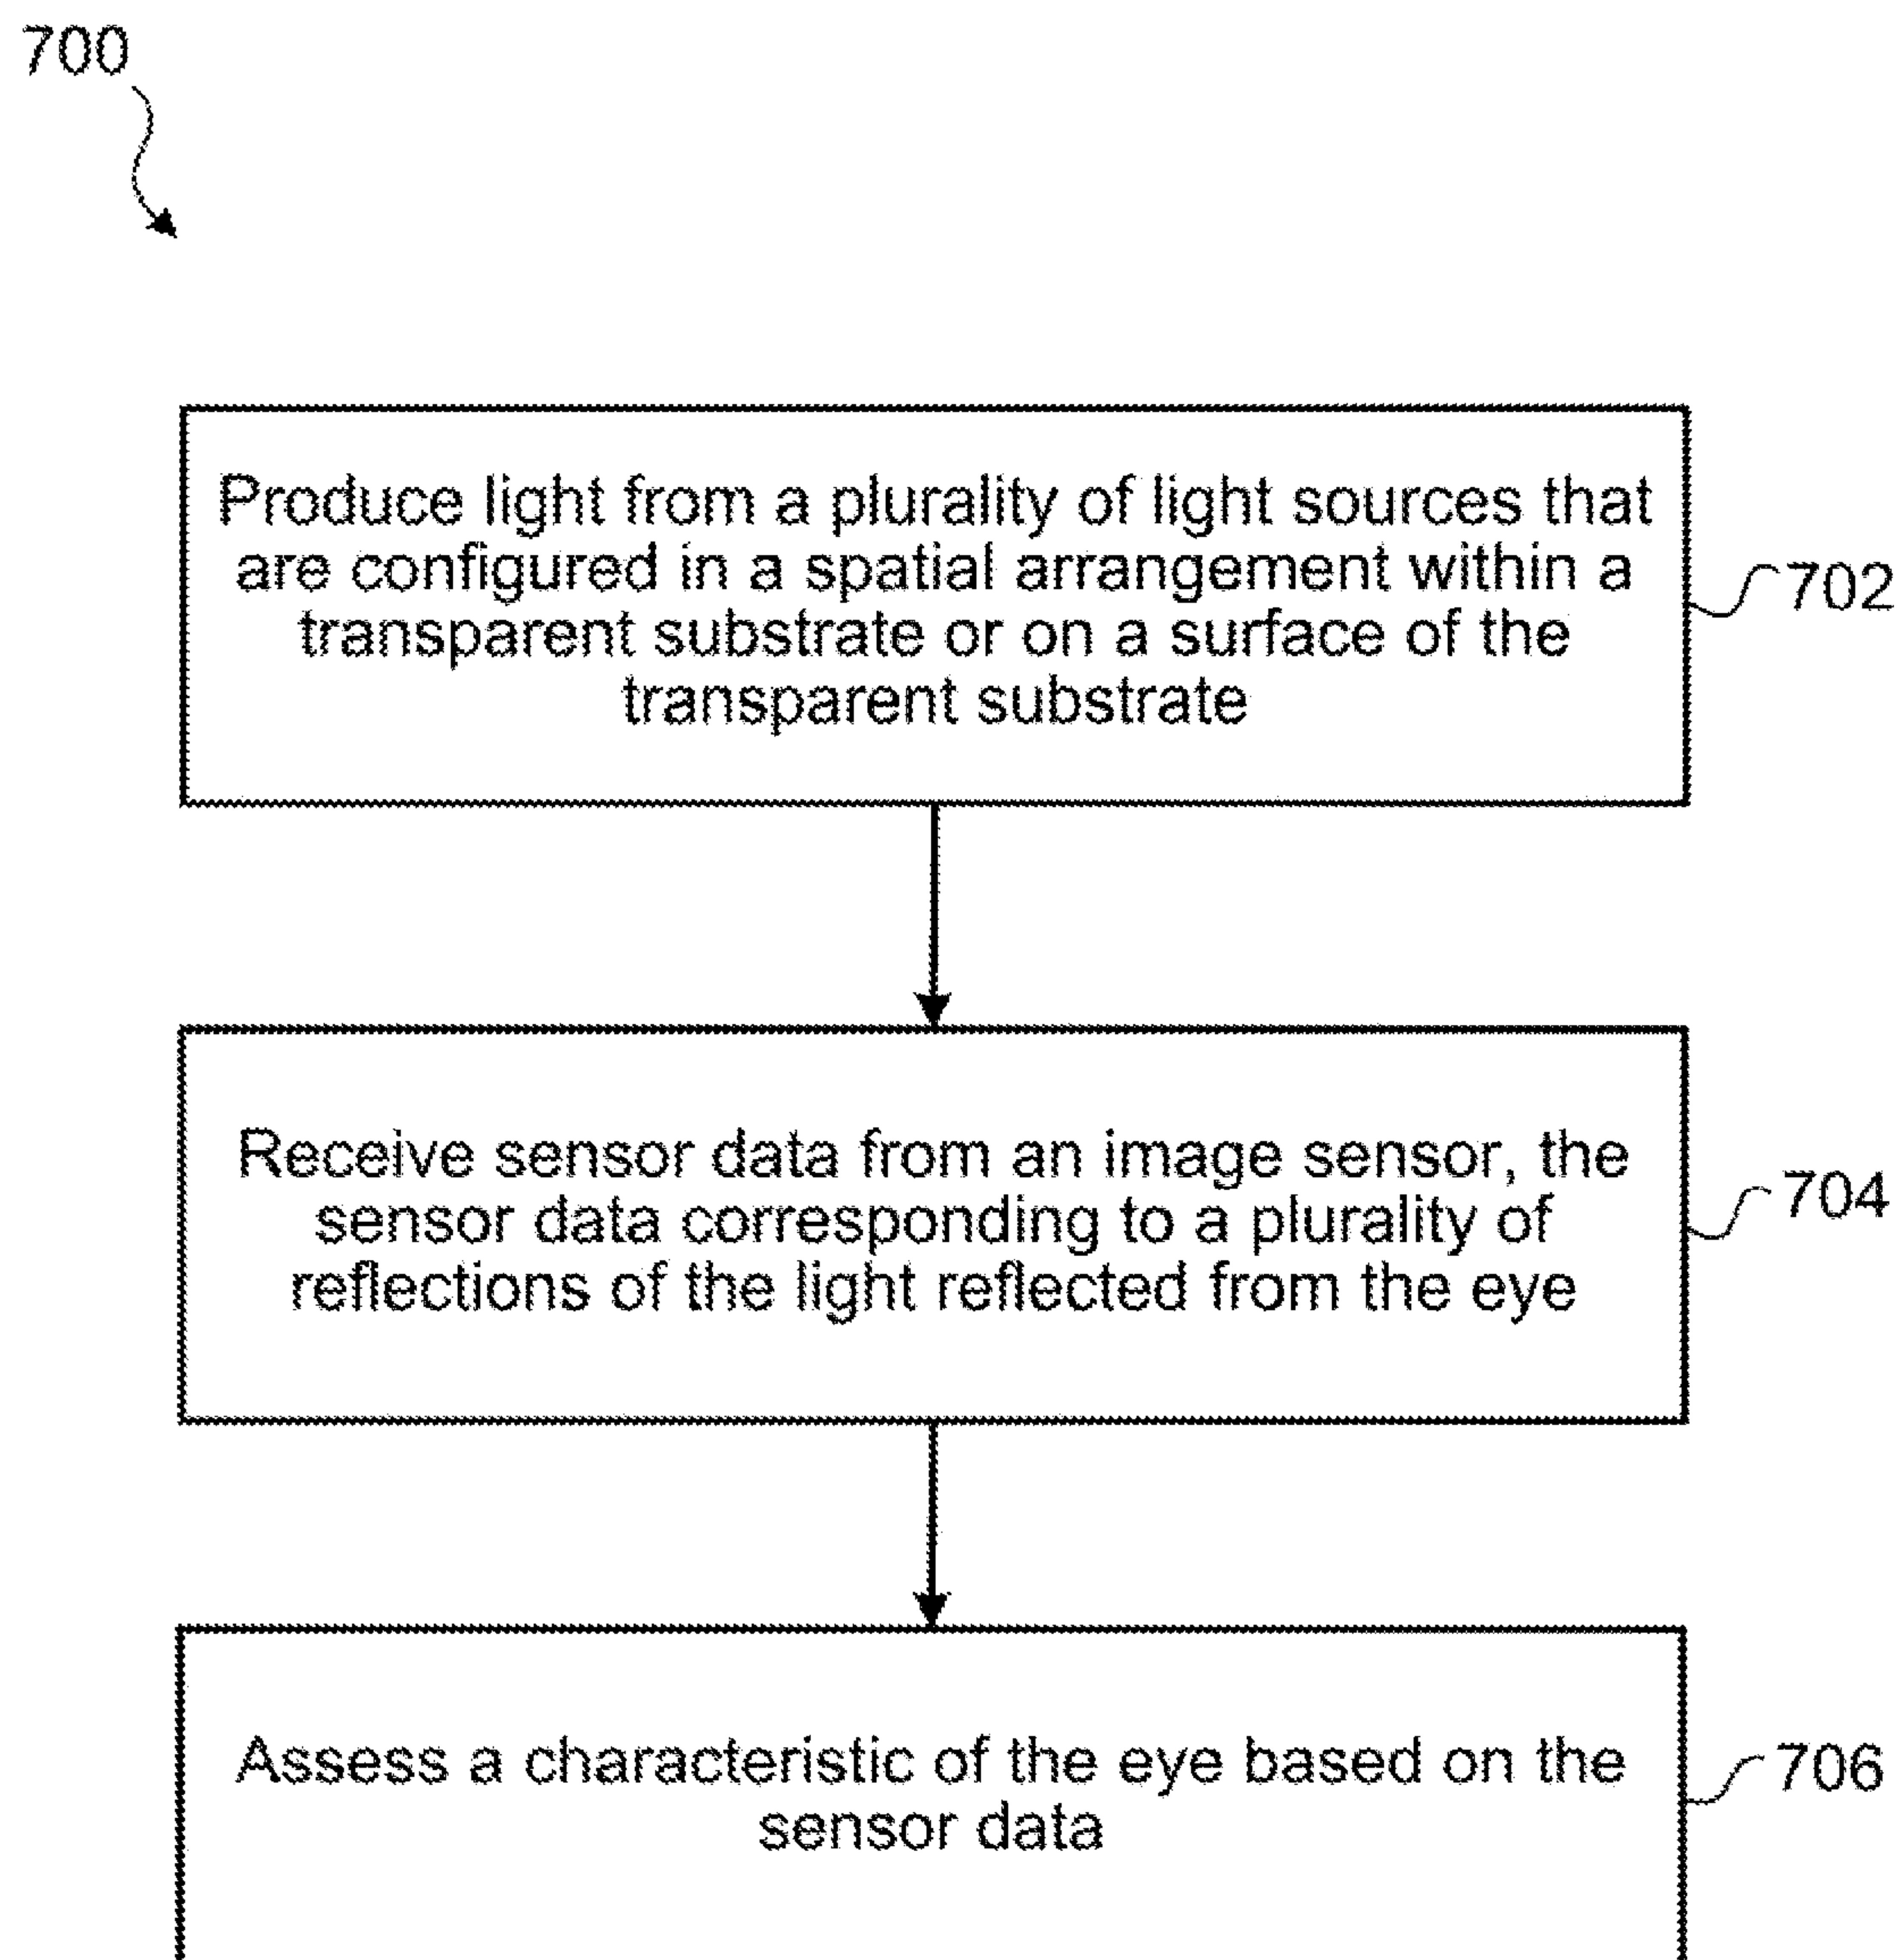 700
Produce light from a plurality of light sources that
are configured in a spatial arrangement within a
transparent substrate or on a surface of the
transparent substrate
702
Receive sensor data from an image sensor, the
sensor data corresponding to a plurality of
reflections of the light reflected from the eye
704
Assess a characteristic of the eye based on the
sensor data
706